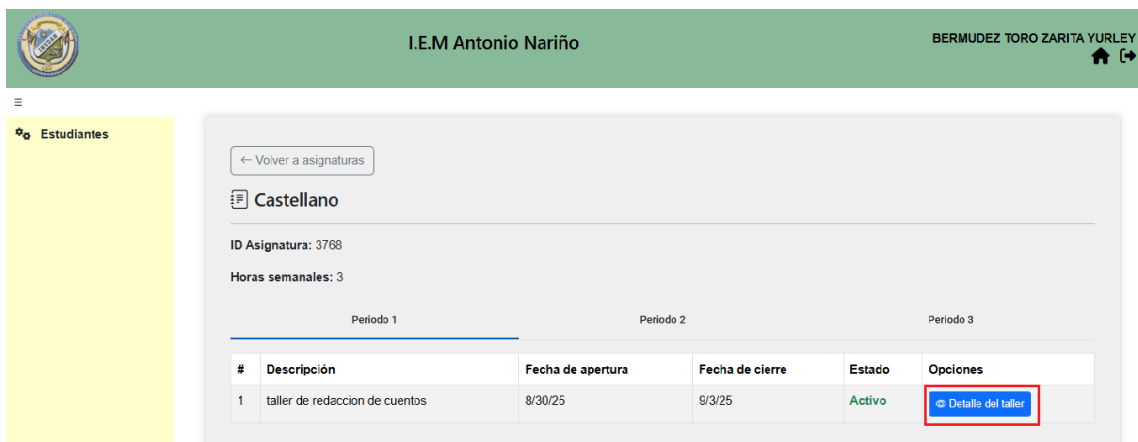 I.E.M Antonio Nariño
BERMUDEZ TORO ZARITA YURLEY
Estudiantes
← Volver a asignaturas
Castellano
ID Asignatura: 3768
Horas semanales: 3
Periodo 1 Periodo 2 Periodo 3
# Descripción Fecha de apertura Fecha de cierre Estado Opciones
1 taller de redaccion de cuentos 8/30/25 9/3/25 Activo Detalle del taller